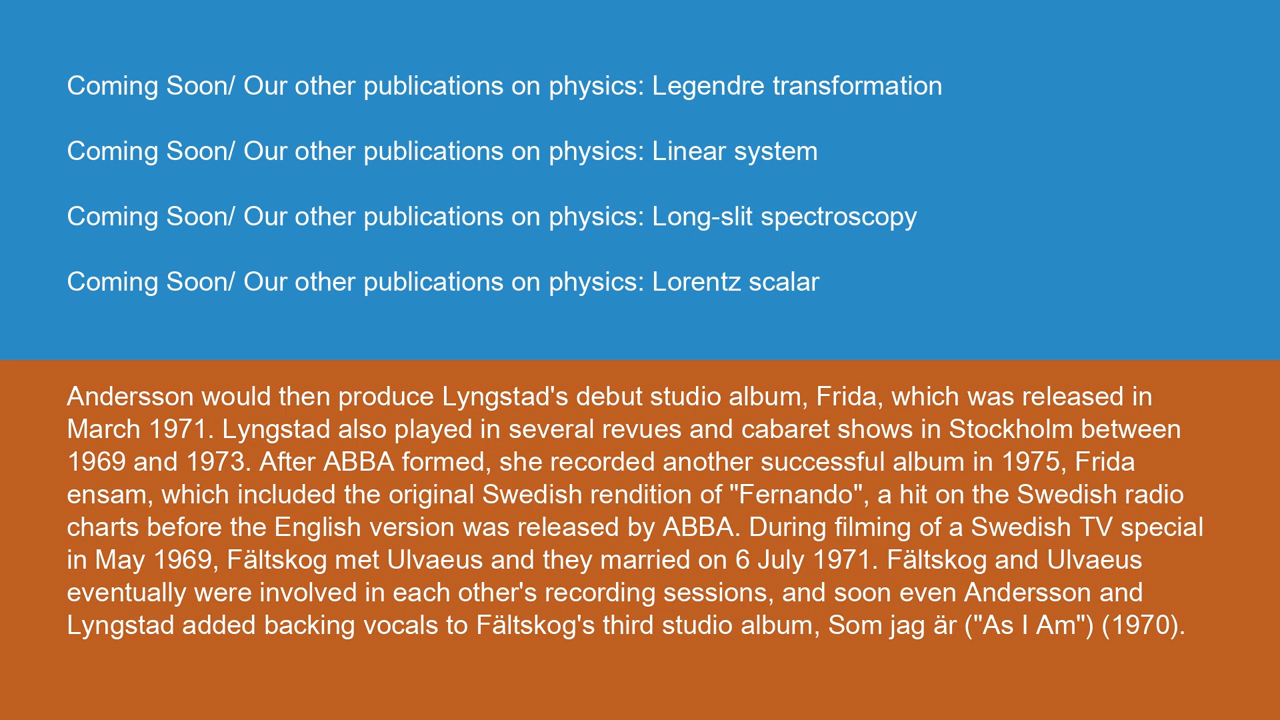 Coming Soon/ Our other publications on physics: Legendre transformation
Coming Soon/ Our other publications on physics: Linear system
Coming Soon/ Our other publications on physics: Long-slit spectroscopy
Coming Soon/ Our other publications on physics: Lorentz scalar
Andersson would then produce Lyngstad's debut studio album, Frida, which was released in
March 1971. Lyngstad also played in several revues and cabaret shows in Stockholm between
1969 and 1973. After ABBA formed, she recorded another successful album in 1975, Frida
ensam, which included the original Swedish rendition of "Fernando", a hit on the Swedish radio
charts before the English version was released by ABBA. During filming of a Swedish TV special
in May 1969, Fältskog met Ulvaeus and they married on 6 July 1971. Fältskog and Ulvaeus
eventually were involved in each other's recording sessions, and soon even Andersson and
Lyngstad added backing vocals to Fältskog's third studio album, Som jag är ("As I Am") (1970).